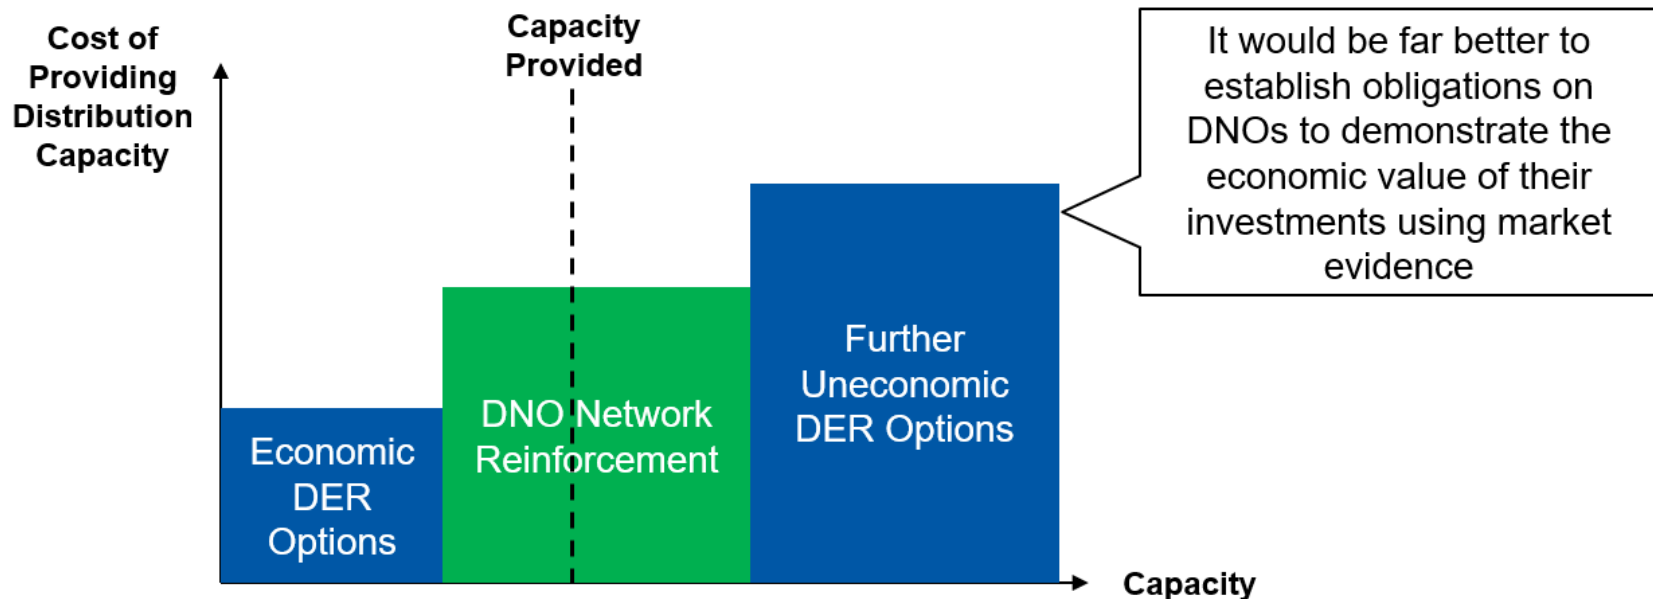 Cost of
Providing
Distribution
Capacity
Capacity
Provided
It would be far better to
establish obligations on
DNOs to demonstrate the
economic value of their
investments using market
evidence
Economic
DER
Options
DNO Network
Reinforcement
Further
Uneconomic
DER Options
Capacity